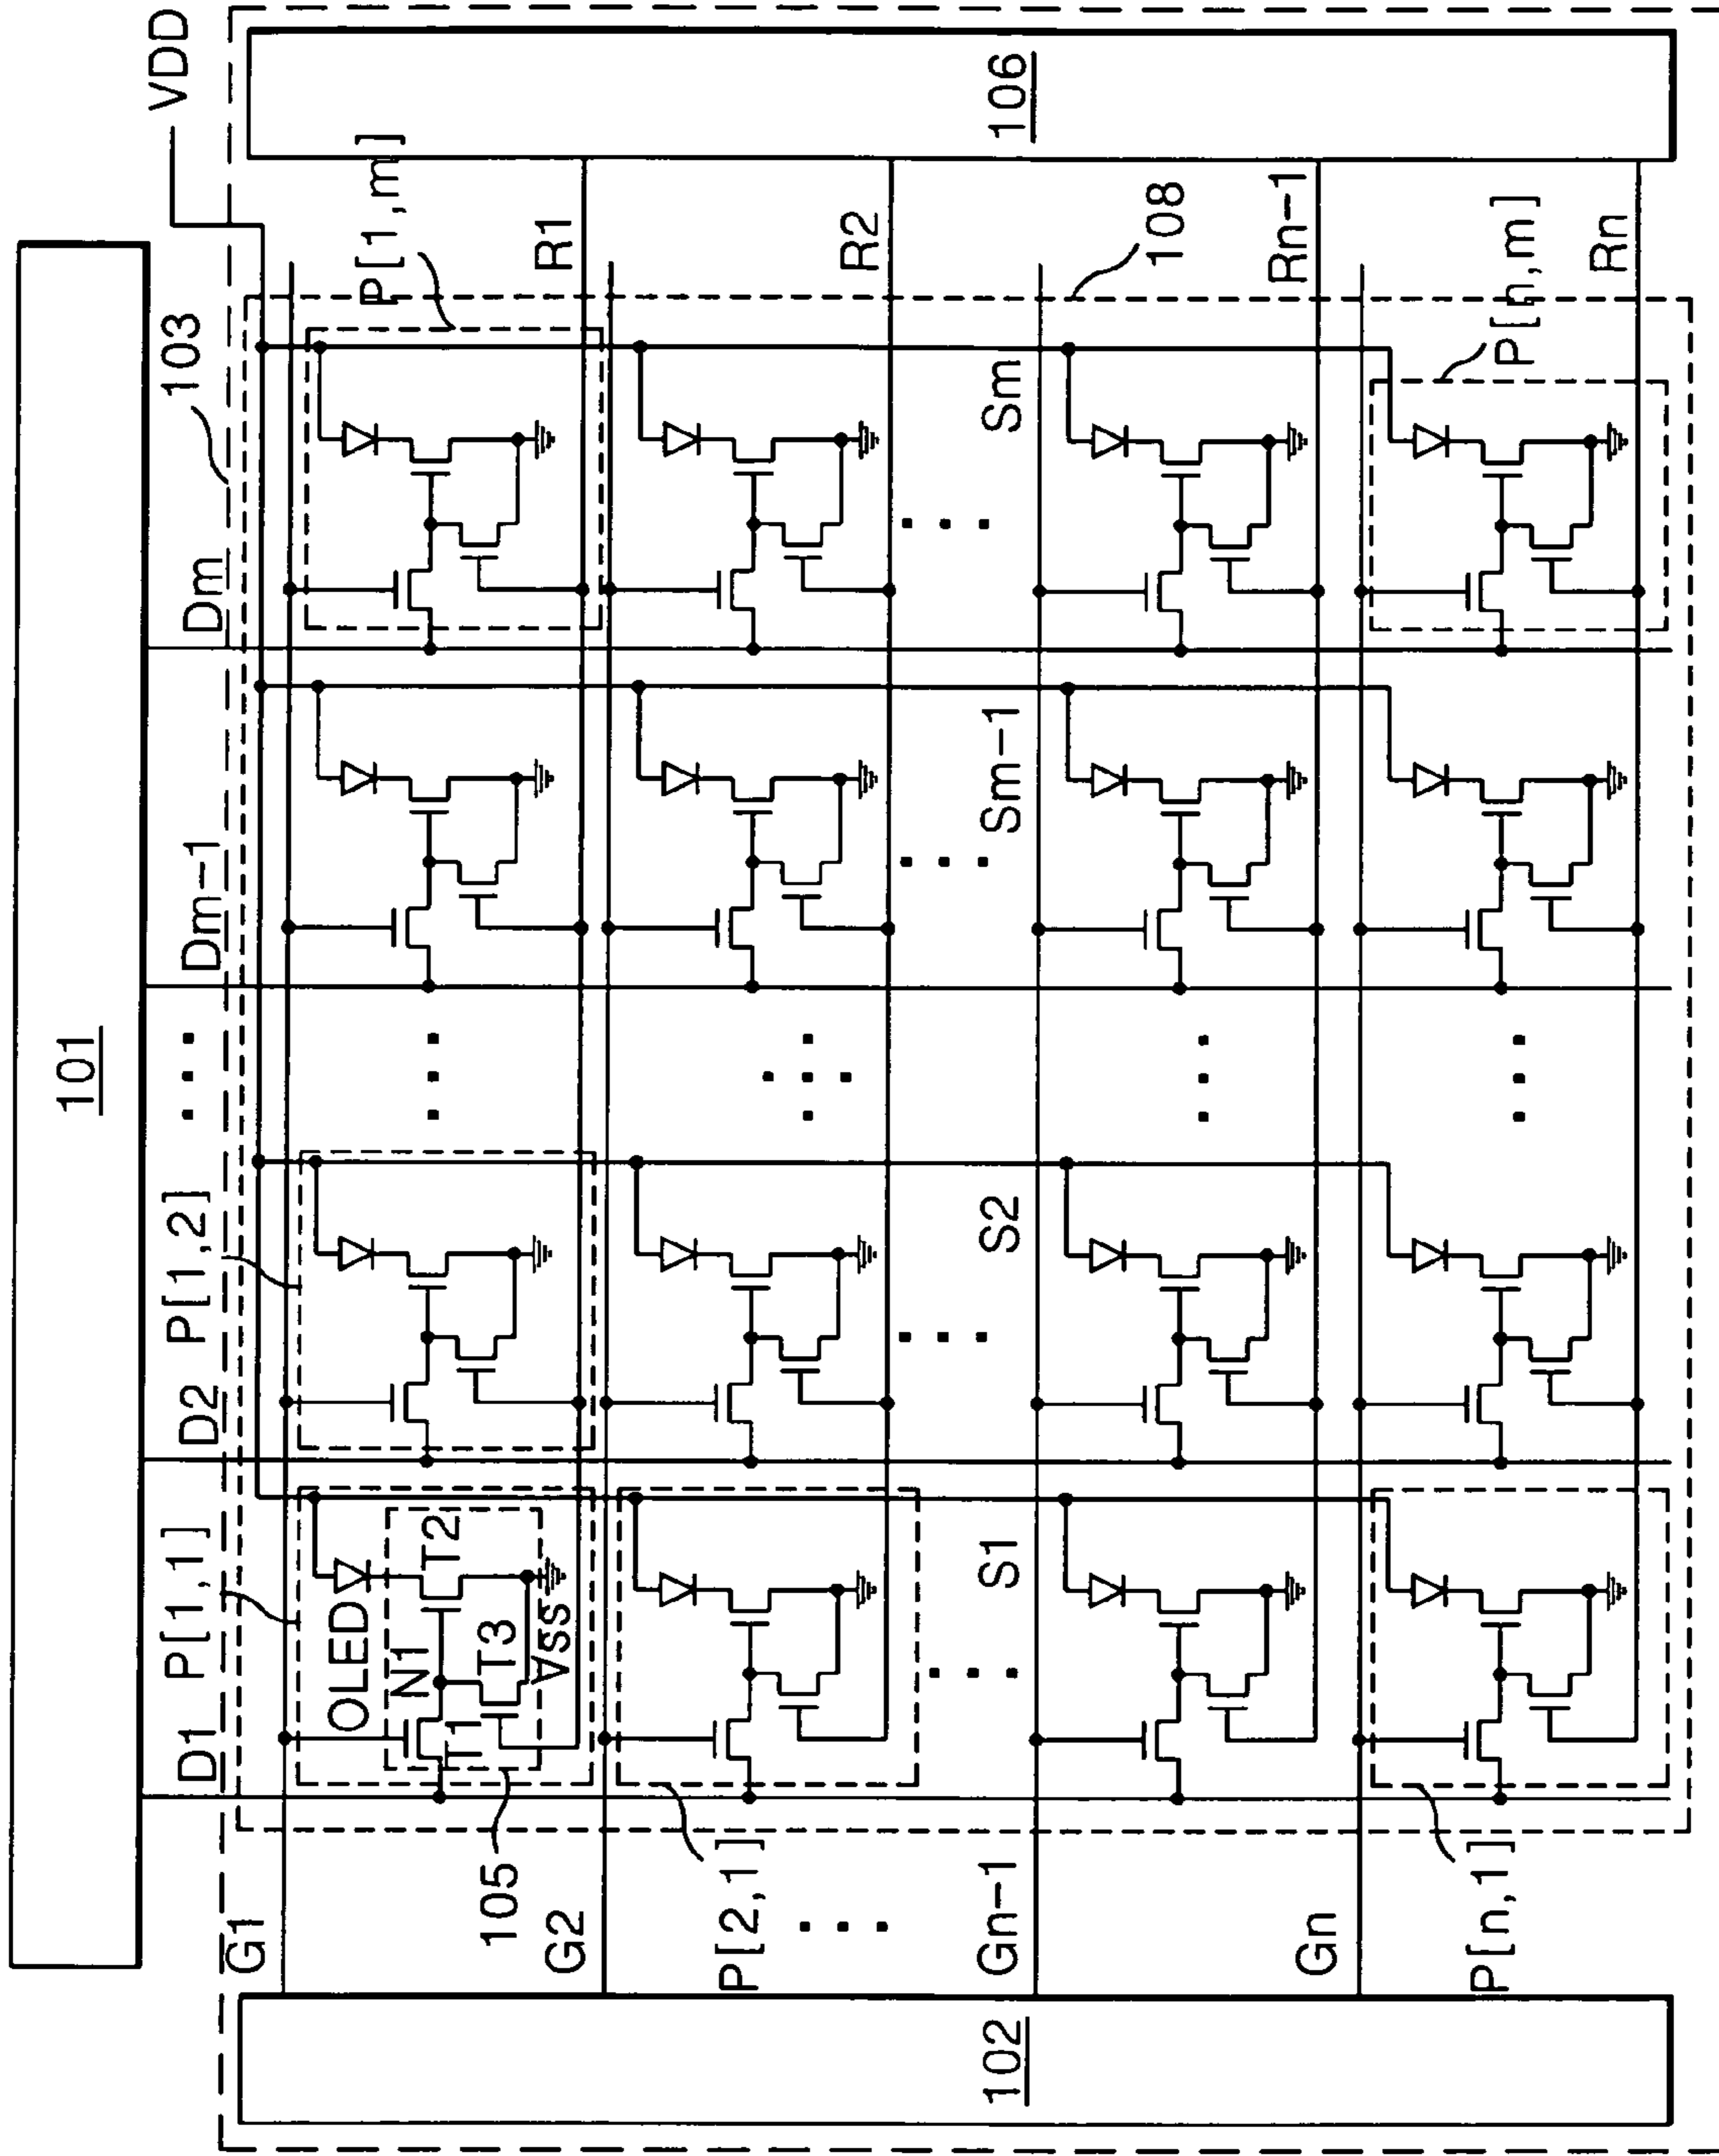 101
VDD
D1
P[1,1]
D2
P[1,2]
. . .
Dm-1
Dm
103
G1
OLED
N1
T2
T1
T3
Vss
105
P[1,m]
R1
106
G2
R2
P[2,1]
. . .
102
Gn-1
S1
S2
Sm-1
Sm
108
Rn-1
Gn
P[n,1]
P[n,m]
Rn